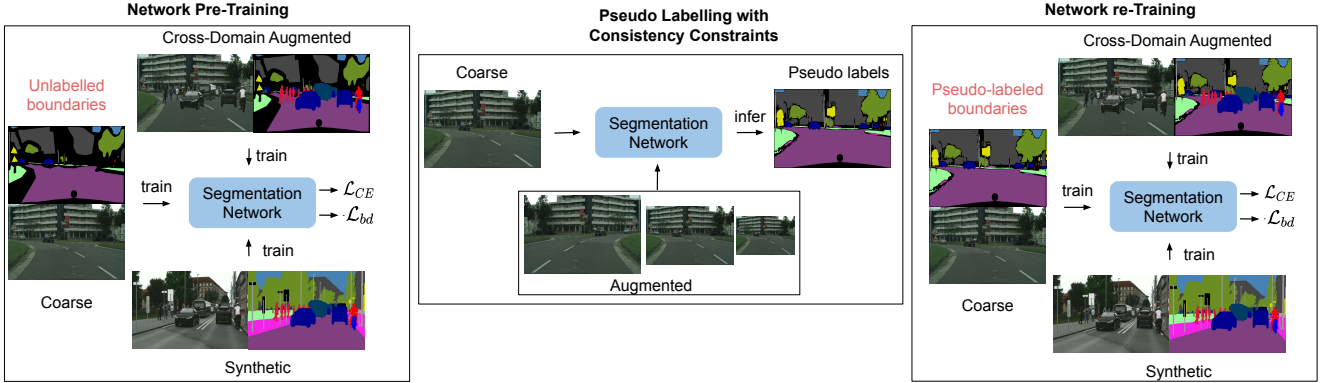 Network Pre-Training
Cross-Domain Augmented
Unlabelled
boundaries
train
train
Segmentation
Network
L_CE
L_bd
train
Coarse
Synthetic
Pseudo Labelling with
Consistency Constraints
Coarse
Pseudo labels
Segmentation
Network
infer
Augmented
Network re-Training
Cross-Domain Augmented
Pseudo-labeled
boundaries
train
train
Segmentation
Network
L_CE
L_bd
train
Coarse
Synthetic